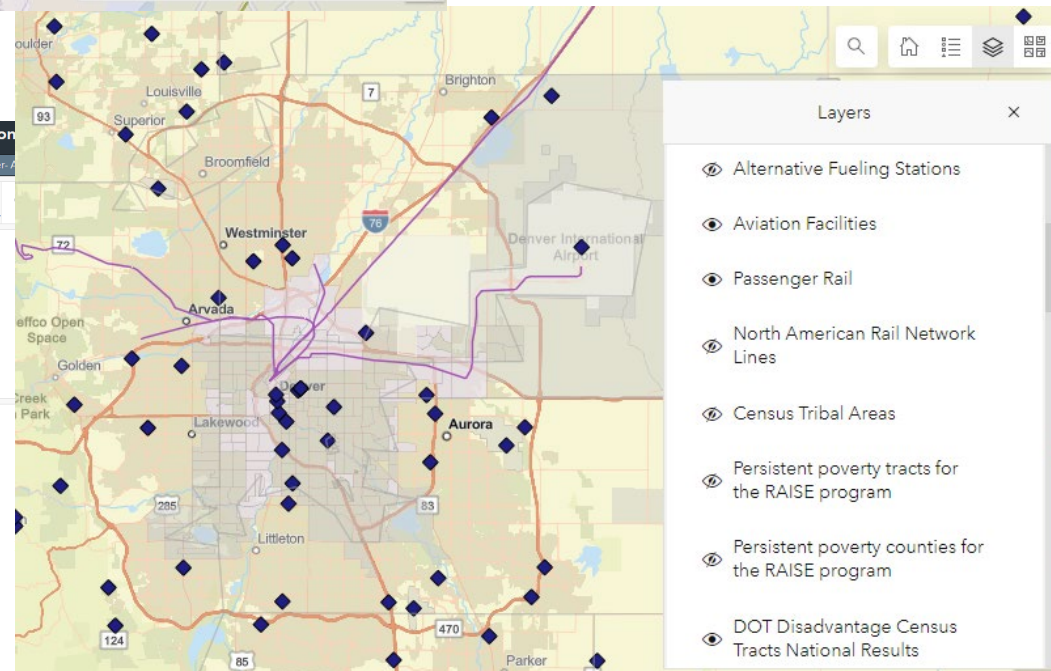 oulder
Louisville
Brighton
7
93
Superior
Layers
on
Broomfield
Alternative Fueling Stations
76
Aviation Facilities
Westminster
72
Denver International
Airport
Passenger Rail
Arvada
effco Open
Space
North American Rail Network
Lines
Golden
Denver
Creek
Park
Lakewood
Aurora
Census Tribal Areas
Persistent poverty tracts for
the RAISE program
285
83
Littleton
Persistent poverty counties for
the RAISE program
124
470
DOT Disadvantage Census
Tracts National Results
85
Parker